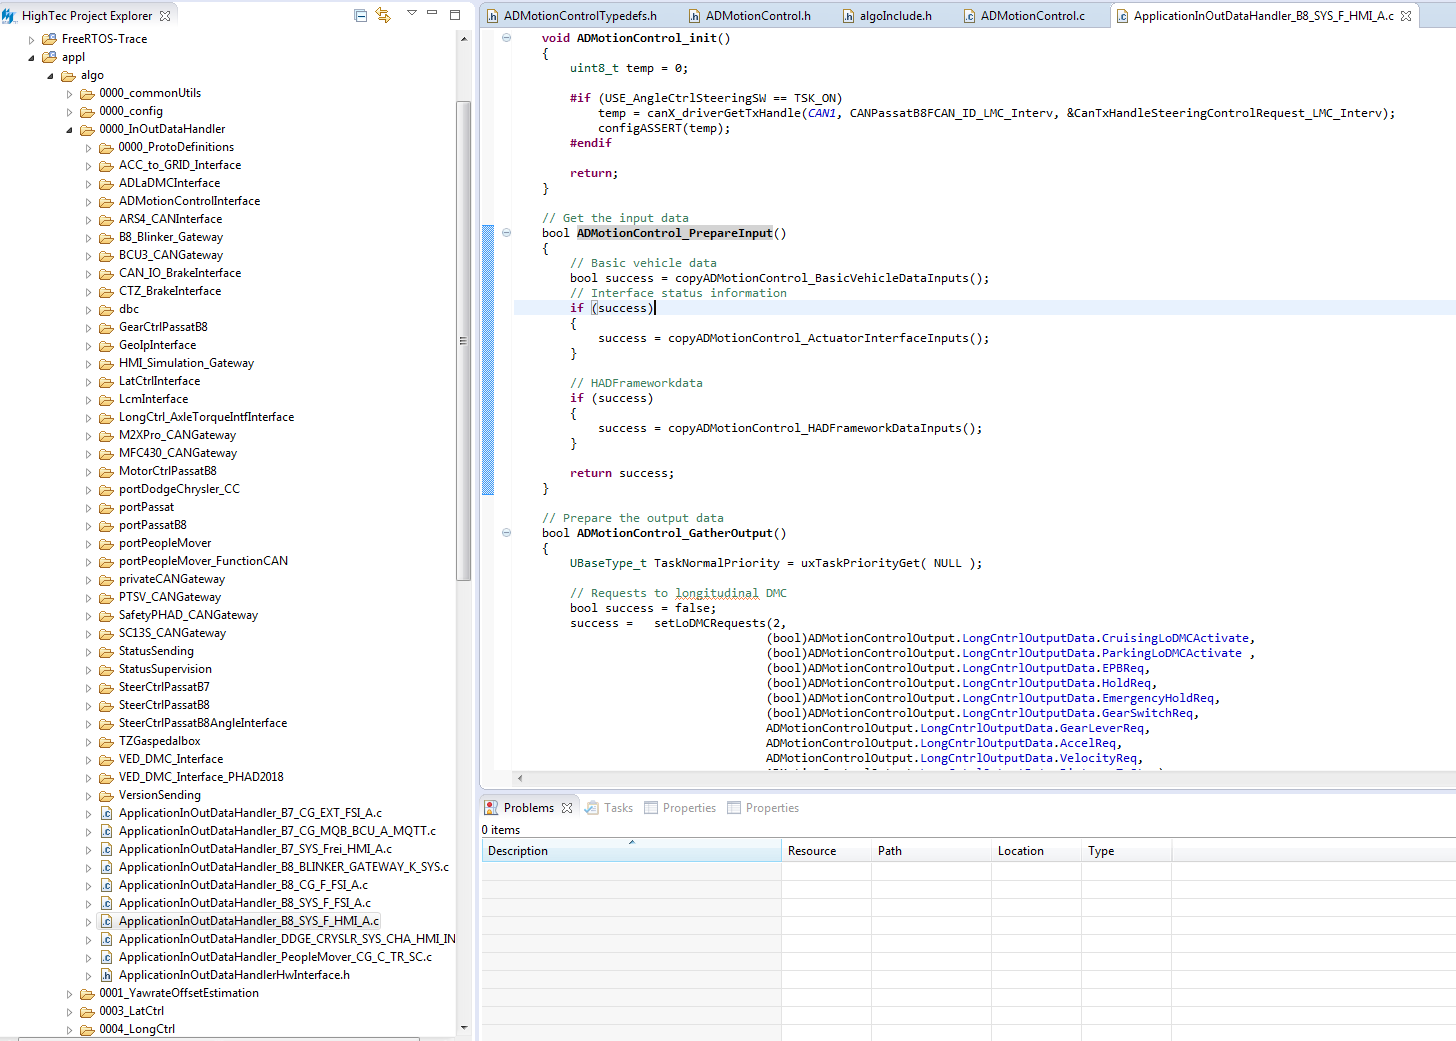 HighTec Project Explorer
FreeRTOS-Trace
appl
algo
0000_commonUtils
0000_config
0000_InOutDataHandler
0000_ProtoDefinitions
ACC_to_GRID_Interface
ADLaDMCInterface
ADMotionControlInterface
ARS4_CANInterface
B8_Blinker_Gateway
BCU3_CANGateway
CAN_IO_BrakeInterface
CTZ_BrakeInterface
dbc
GearCtrlPassatB8
GeoIpInterface
HMI_Simulation_Gateway
LatCtrlInterface
LcmInterface
LongCtrl_AxleTorqueIntfInterface
M2XPro_CANGateway
MFC430_CANGateway
MotorCtrlPassatB8
portDodgeChrysler_CC
portPassat
portPassatB8
portPeopleMover
portPeopleMover_FunctionCAN
privateCANGateway
PTSV_CANGateway
SafetyPHAD_CANGateway
SC13S_CANGateway
StatusSending
StatusSupervision
SteerCtrlPassatB7
SteerCtrlPassatB8
SteerCtrlPassatB8AngleInterface
TZGaspedalbox
VED_DMC_Interface
VED_DMC_Interface_PHAD2018
VersionSending
ApplicationInOutDataHandler_B7_CG_EXT_FSI_A.c
ApplicationInOutDataHandler_B7_CG_MQB_BCU_A_MQTT.c
ApplicationInOutDataHandler_B7_SYS_Frei_HMI_A.c
ApplicationInOutDataHandler_B8_BLINKER_GATEWAY_K_SYS.c
ApplicationInOutDataHandler_B8_CG_F_FSI_A.c
ApplicationInOutDataHandler_B8_SYS_F_FSI_A.c
ApplicationInOutDataHandler_B8_SYS_F_HMI_A.c
ApplicationInOutDataHandler_DDGE_CRYSLR_SYS_CHA_HMI_IN
ApplicationInOutDataHandler_PeopleMover_CG_C_TR_SC.c
ApplicationInOutDataHandlerHwInterface.h
0001_YawrateOffsetEstimation
0003_LatCtrl
0004_LongCtrl
ADMotionControlTypedefs.h ADMotionControl.h algoInclude.h ADMotionControl.c ApplicationInOutDataHandler_B8_SYS_F_HMI_A.c
void ADMotionControl_init()
{
uint8_t temp = 0;
#if (USE_AngleCtrlSteeringSW == TSK_ON)
temp = canX_driverGetTxHandle(CAN1, CANPassatB8FCAN_ID_LMC_Interv, &CanTxHandleSteeringControlRequest_LMC_Interv);
configASSERT(temp);
#endif
return;
}
// Get the input data
bool ADMotionControl_PrepareInput()
{
// Basic vehicle data
bool success = copyADMotionControl_BasicVehicleDataInputs();
// Interface status information
if (success)
{
success = copyADMotionControl_ActuatorInterfaceInputs();
}
// HADFrameworkdata
if (success)
{
success = copyADMotionControl_HADFrameworkDataInputs();
}
return success;
}
// Prepare the output data
bool ADMotionControl_GatherOutput()
{
UBaseType_t TaskNormalPriority = uxTaskPriorityGet( NULL );
// Requests to longitudinal DMC
bool success = false;
success = setLoDMCRequests(2,
(bool)ADMotionControlOutput.LongCntrlOutputData.CruisingLoDMCActivate,
(bool)ADMotionControlOutput.LongCntrlOutputData.ParkingLoDMCActivate ,
(bool)ADMotionControlOutput.LongCntrlOutputData.EPBReq,
(bool)ADMotionControlOutput.LongCntrlOutputData.HoldReq,
(bool)ADMotionControlOutput.LongCntrlOutputData.EmergencyHoldReq,
(bool)ADMotionControlOutput.LongCntrlOutputData.GearSwitchReq,
ADMotionControlOutput.LongCntrlOutputData.GearLeverReq,
ADMotionControlOutput.LongCntrlOutputData.AccelReq,
ADMotionControlOutput.LongCntrlOutputData.VelocityReq,
Problems Tasks Properties Properties
0 items
Description Resource Path Location Type